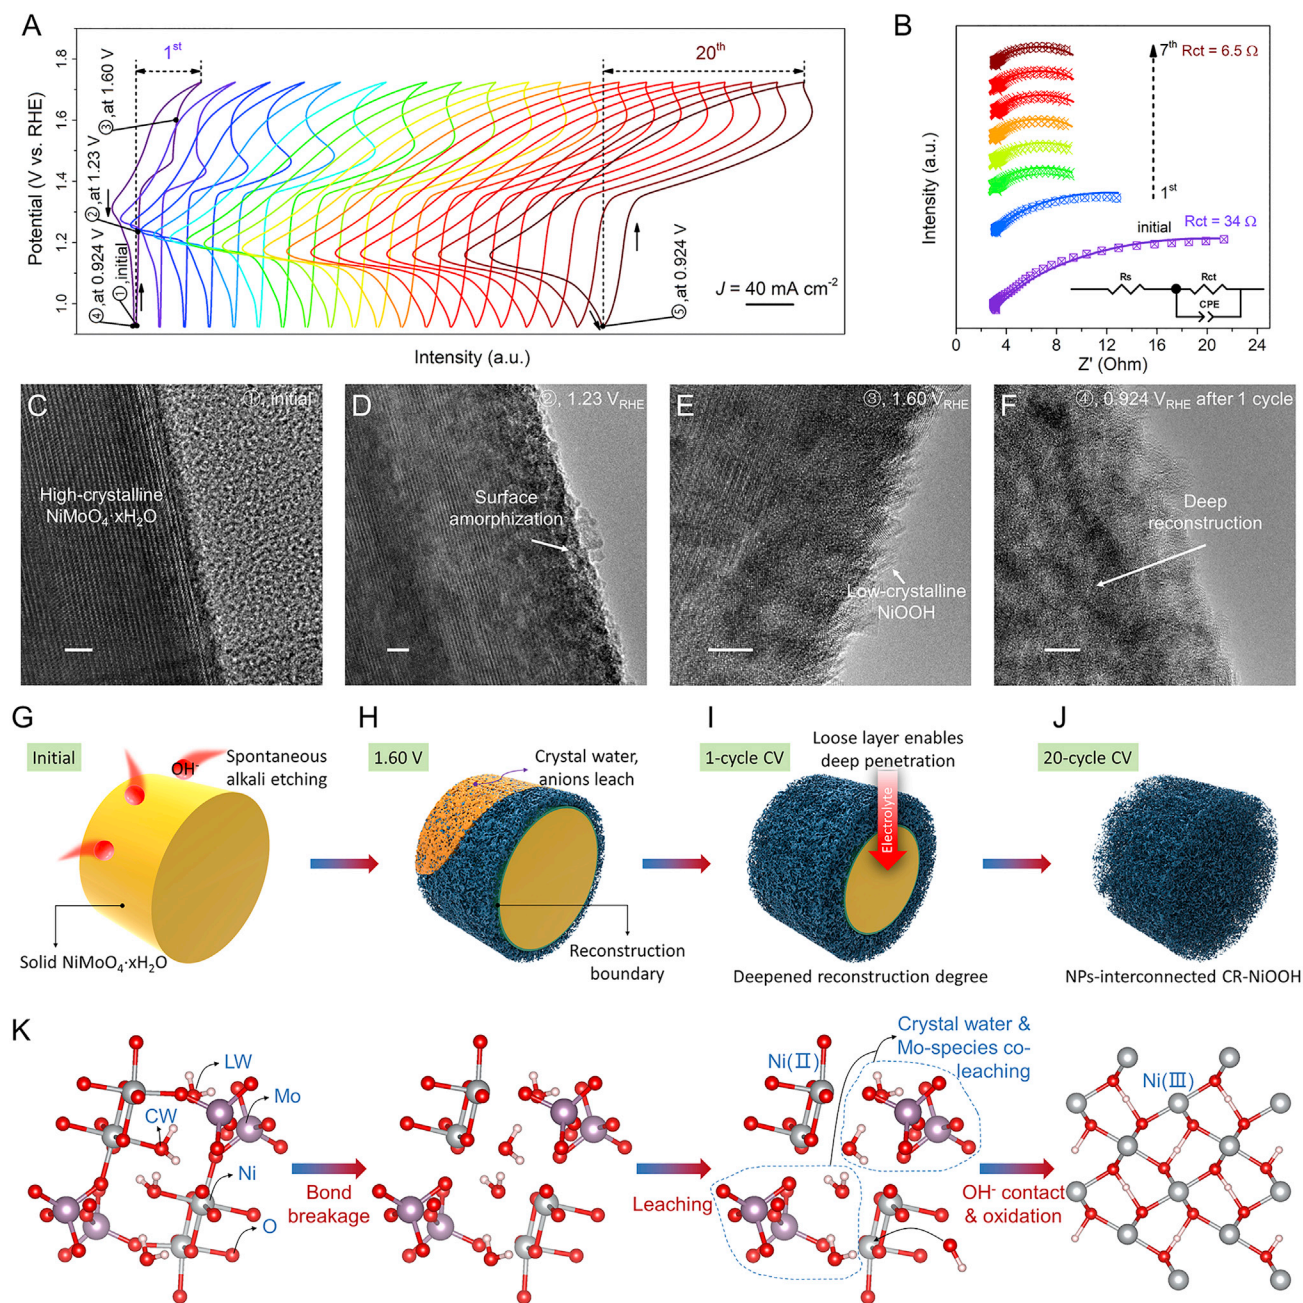 A
1st
20th
③, at 1.60 V
②, at 1.23 V
④, at 0.924 V
①, initial
⑤, at 0.924 V
J = 40 mA cm-2
Potential (V vs. RHE)
1.8
1.6
1.4
1.2
1.0
Intensity (a.u.)
B
7th Rct = 6.5 Ω
1st
initial
Rct = 34 Ω
Rs
Rct
CPE
Intensity (a.u.)
0 4 8 12 16 20 24
Z' (Ohm)
C
①, initial
High-crystalline
NiMoO4·xH2O
D
②, 1.23 VRHE
Surface
amorphization
E
③, 1.60 VRHE
Low-crystalline
NiOOH
F
④, 0.924 VRHE after 1 cycle
Deep
reconstruction
G
Initial
OH-
Spontaneous
alkali etching
Solid NiMoO4·xH2O
H
1.60 V
Crystal water,
anions leach
Reconstruction
boundary
I
1-cycle CV
Loose layer enables
deep penetration
Electrolyte
Deepened reconstruction degree
J
20-cycle CV
NPs-interconnected CR-NiOOH
K
LW
CW
Mo
Ni
O
Bond
breakage
Leaching
Ni(II)
Crystal water &
Mo-species co-
leaching
OH- contact
& oxidation
Ni(III)